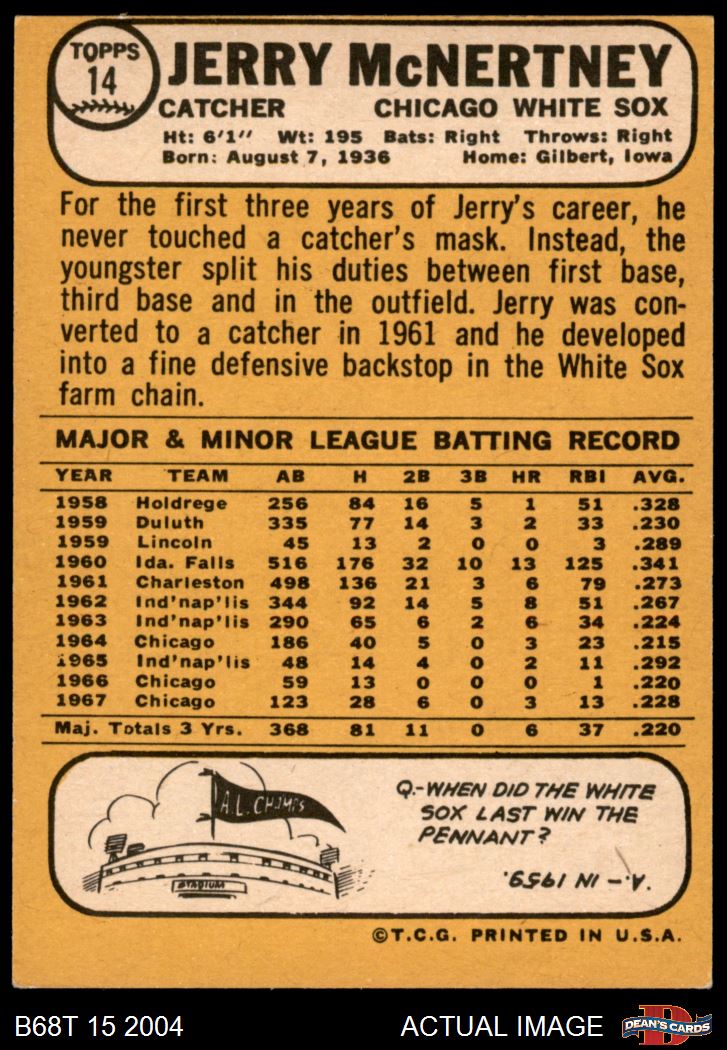 TOPPS
14
JERRY McNERTNEY
CATCHER CHICAGO WHITE SOX
Ht: 6'1" Wt: 195 Bats: Right Throws: Right
Born: August 7, 1936 Home: Gilbert, Iowa
For the first three years of Jerry's career, he
never touched a catcher's mask. Instead, the
youngster split his duties between first base,
third base and in the outfield. Jerry was con-
verted to a catcher in 1961 and he developed
into a fine defensive backstop in the White Sox
farm chain.
MAJOR & MINOR LEAGUE BATTING RECORD
YEAR TEAM AB H 2B 3B HR RBI AVG.
1958 Holdrege 256 84 16 5 1 51 .328
1959 Duluth 335 77 14 3 2 33 .230
1959 Lincoln 45 13 2 0 0 3 .289
1960 Ida. Falls 516 176 32 10 13 125 .341
1961 Charleston 498 136 21 3 6 79 .273
1962 Ind'nap'lis 344 92 14 5 8 51 .267
1963 Ind'nap'lis 290 65 6 2 6 34 .224
1964 Chicago 186 40 5 0 3 23 .215
1965 Ind'nap'lis 48 14 4 0 2 11 .292
1966 Chicago 59 13 0 0 0 1 .220
1967 Chicago 123 28 6 0 3 13 .228
Maj. Totals 3 Yrs. 368 81 11 0 6 37 .220
A.L. CHAMPS
STADIUM
Q.-WHEN DID THE WHITE
SOX LAST WIN THE
PENNANT?
A.- IN 1959.
©T.C.G. PRINTED IN U.S.A.
B68T 15 2004 ACTUAL IMAGE
D
DEAN'S CARDS